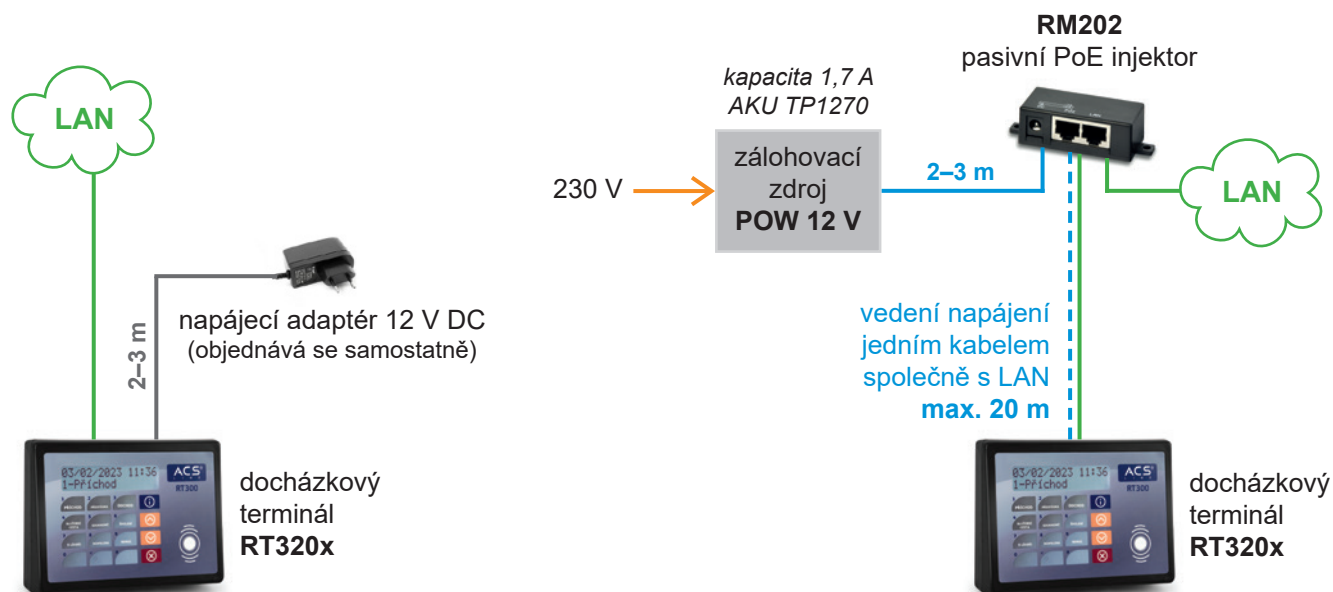 LAN
2–3 m
napájecí adaptér 12 V DC
(objednává se samostatně)
03/02/2023 11:36
1-Příchod
ACS
RT300
docházkový
terminál
RT320x
RM202
pasivní PoE injektor
kapacita 1,7 A
AKU TP1270
230 V
zálohovací
zdroj
POW 12 V
2–3 m
LAN
vedení napájení
jedním kabelem
společně s LAN
max. 20 m
03/02/2023 11:36
1-Příchod
ACS
RT300
docházkový
terminál
RT320x